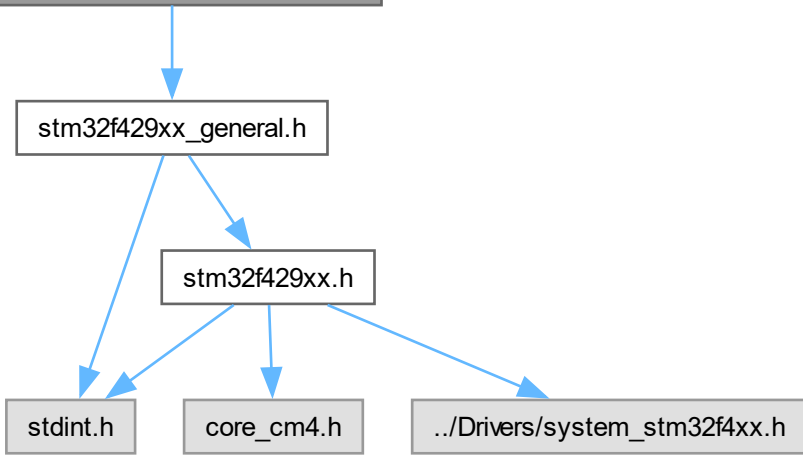 stm32f429xx_general.h
stm32f429xx.h
stdint.h
core_cm4.h
../Drivers/system_stm32f4xx.h